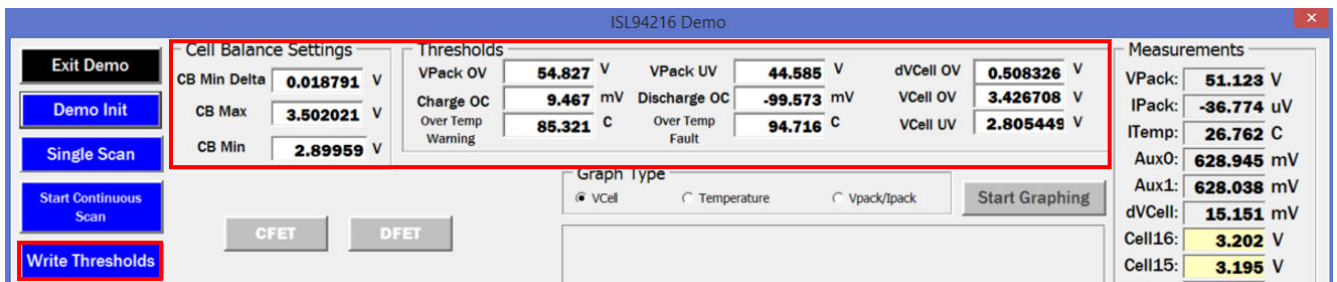 ISL94216 Demo
Exit Demo
Demo Init
Single Scan
Start Continuous
Scan
Write Thresholds
Cell Balance Settings
CB Min Delta 0.018791 V
CB Max 3.502021 V
CB Min 2.89959 V
Thresholds
VPack OV 54.827 V VPack UV 44.585 V dVCell OV 0.508326 V
Charge OC 9.467 mV Discharge OC -99.573 mV VCell OV 3.426708 V
Over Temp
Warning
85.321 C
Over Temp
Fault
94.716 C
VCell UV 2.805449 V
Graph Type
VCell Temperature Vpack/Ipack
Start Graphing
CFET DFET
Measurements
VPack: 51.123 V
IPack: -36.774 uV
ITemp: 26.762 C
Aux0: 628.945 mV
Aux1: 628.038 mV
dVCell: 15.151 mV
Cell16: 3.202 V
Cell15: 3.195 V